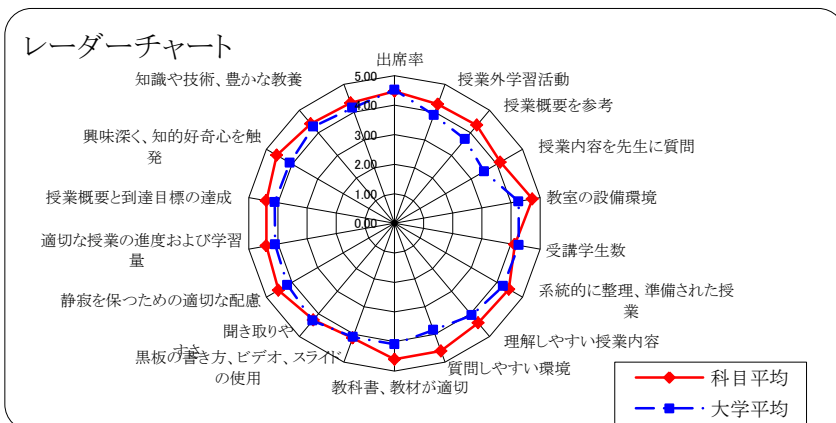 レーダーチャート
出席率
授業外学習活動
授業概要を参考
授業内容を先生に質問
教室の設備環境
受講学生数
系統的に整理、準備された授
業
理解しやすい授業内容
質問しやすい環境
教科書、教材が適切
黒板の書き方、ビデオ、スライド
の使用
聞き取りや
すさ
静寂を保つための適切な配慮
適切な授業の進度および学習
量
授業概要と到達目標の達成
興味深く、知的好奇心を触
発
知識や技術、豊かな教養
5.00
4.00
3.00
2.00
1.00
0.00
科目平均
大学平均